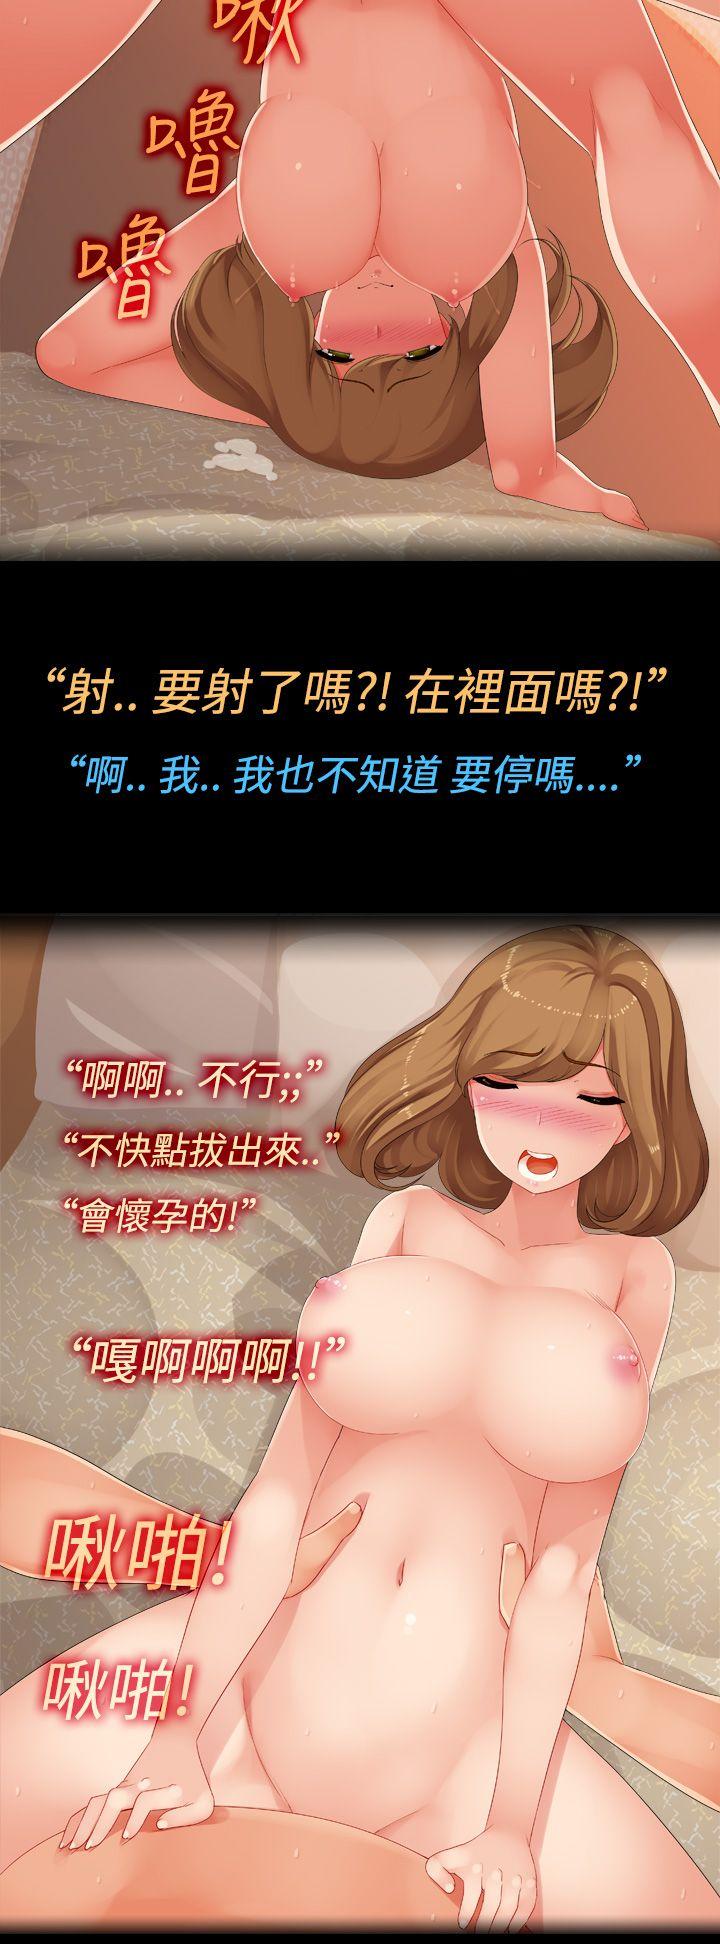 啾
嚕
嚕
“射.. 要射了嗎?! 在裡面嗎?!”
“啊.. 我.. 我也不知道 要停嗎....”
“啊啊.. 不行;;”
“不快點拔出來..”
“會懷孕的!”
“嘎啊啊啊!!”
啾啪!
啾啪!